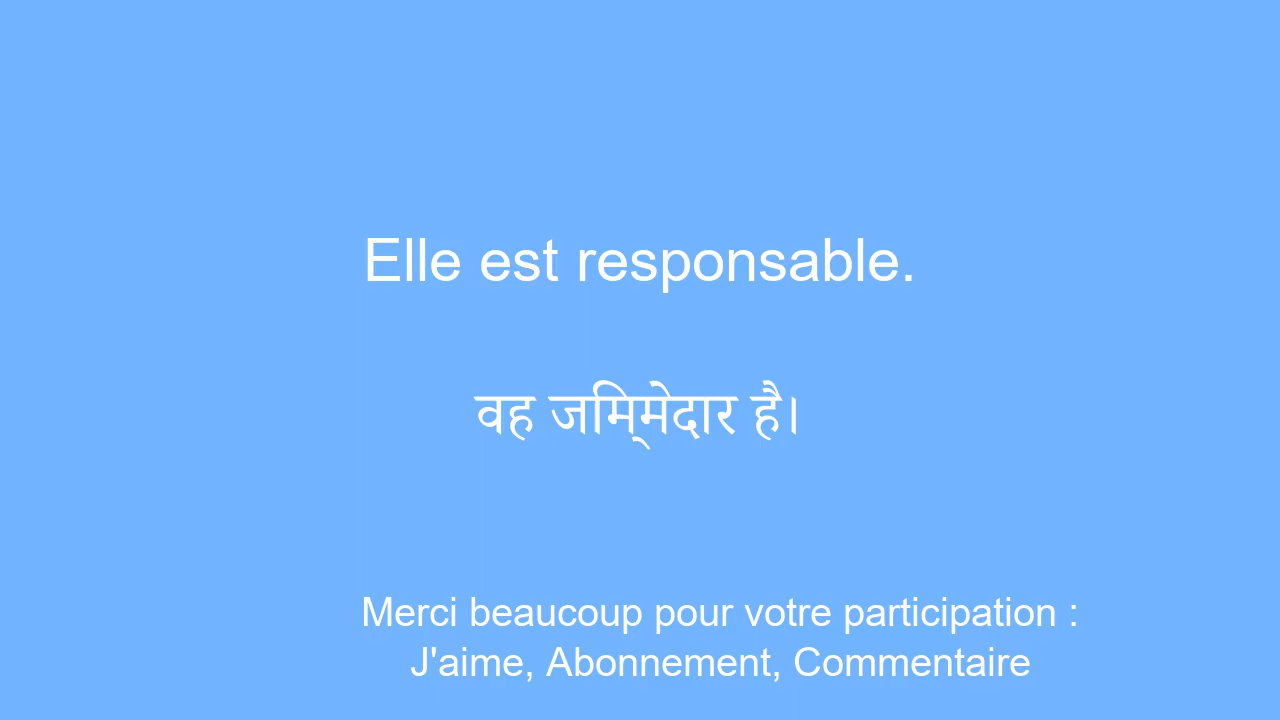 Elle est responsable.
वह जिम्मेदार है।
Merci beaucoup pour votre participation :
J'aime, Abonnement, Commentaire